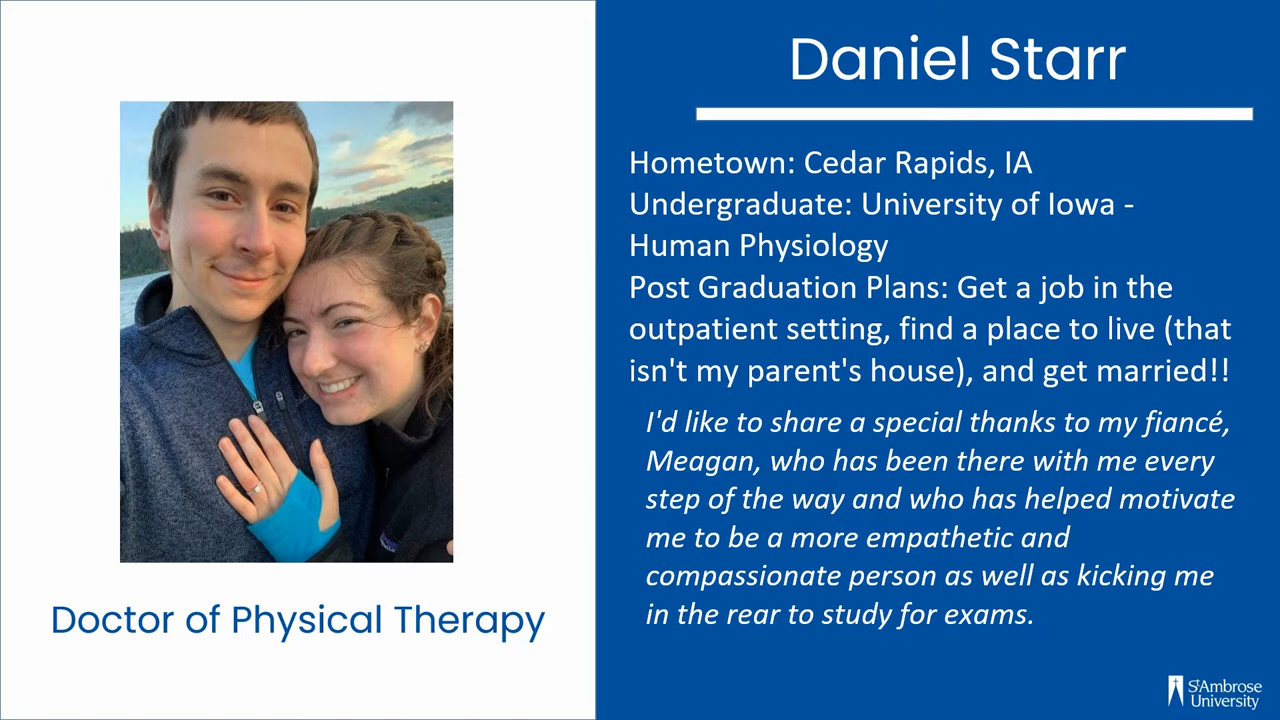 Daniel Starr
Hometown: Cedar Rapids, IA
Undergraduate: University of Iowa -
Human Physiology
Post Graduation Plans: Get a job in the
outpatient setting, find a place to live (that
isn't my parent's house), and get married!!
I'd like to share a special thanks to my fiancé,
Meagan, who has been there with me every
step of the way and who has helped motivate
me to be a more empathetic and
compassionate person as well as kicking me
in the rear to study for exams.
Doctor of Physical Therapy
St Ambrose
University